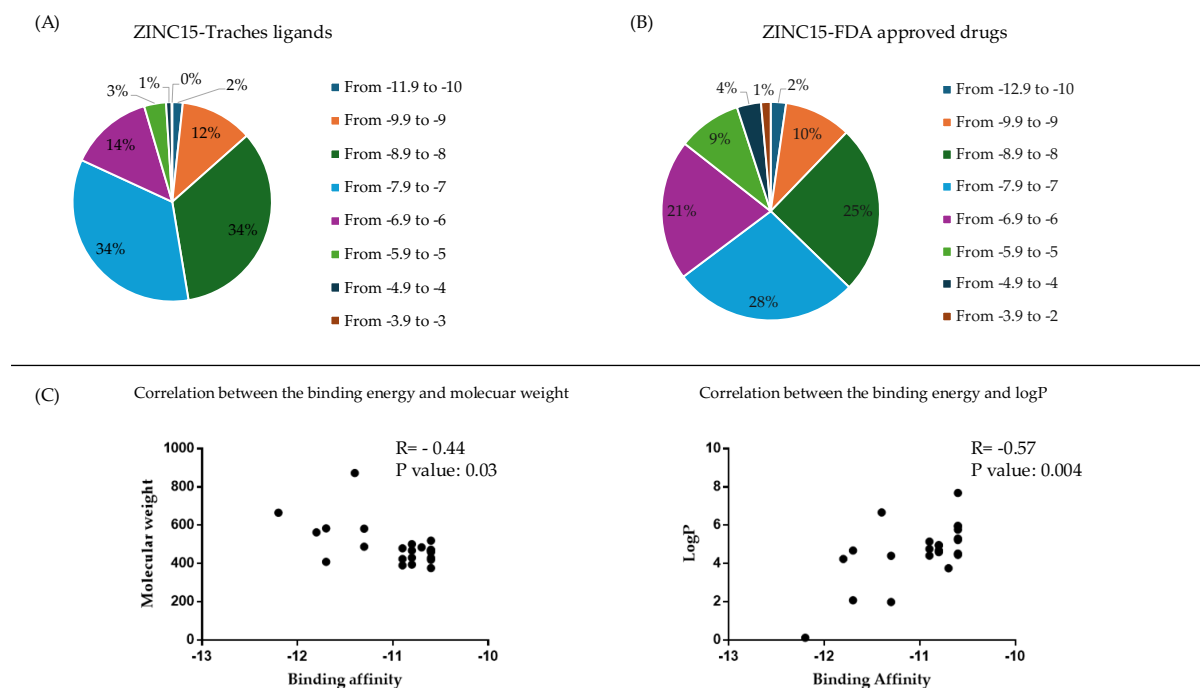 (A)
ZINC15-Traches ligands
3%
1%
0%
2%
12%
14%
34%
34%
From -11.9 to -10
From -9.9 to -9
From -8.9 to -8
From -7.9 to -7
From -6.9 to -6
From -5.9 to -5
From -4.9 to -4
From -3.9 to -3
(B)
ZINC15-FDA approved drugs
4%
1%
2%
10%
9%
21%
25%
28%
From -12.9 to -10
From -9.9 to -9
From -8.9 to -8
From -7.9 to -7
From -6.9 to -6
From -5.9 to -5
From -4.9 to -4
From -3.9 to -2
(C)
Correlation between the binding energy and molecuar weight
R= - 0.44
P value: 0.03
Molecular weight
1000
800
600
400
200
0
-13
-12
-11
-10
Binding affinity
Correlation between the binding energy and logP
R= -0.57
P value: 0.004
LogP
10
8
6
4
2
0
-13
-12
-11
-10
Binding Affinity